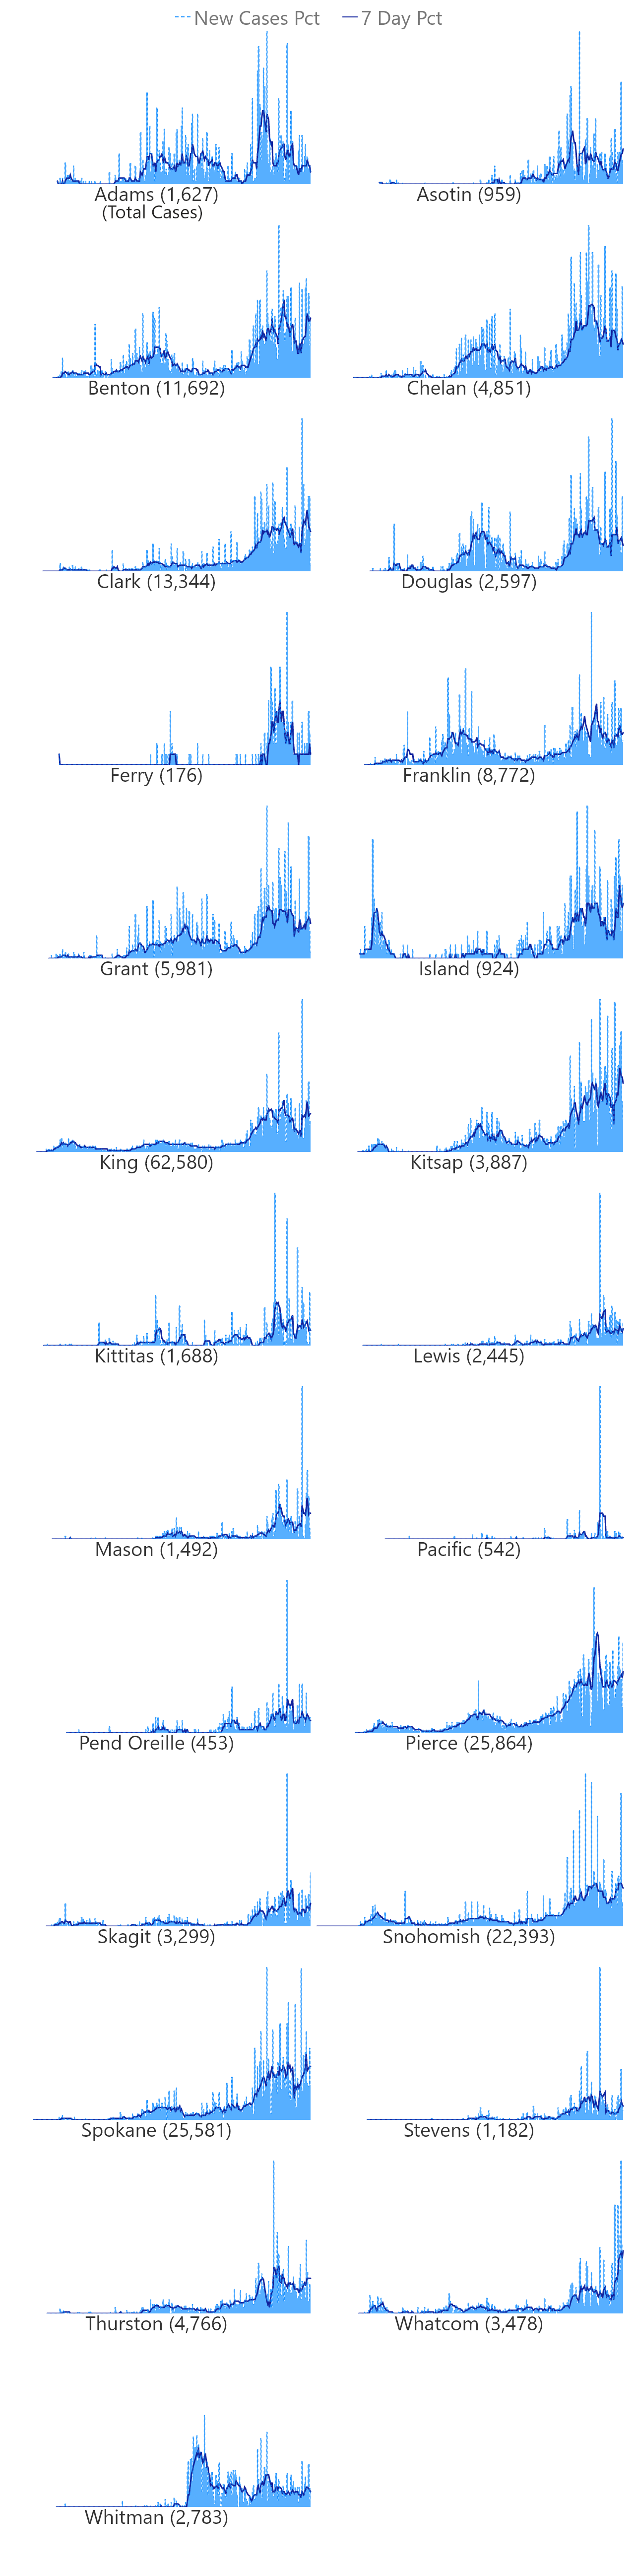 New Cases Pct 7 Day Pct
Adams (1,627) Asotin (959)
(Total Cases)
Benton (11,692) Chelan (4,851)
Clark (13,344) Douglas (2,597)
Ferry (176) Franklin (8,772)
Grant (5,981) Island (924)
King (62,580) Kitsap (3,887)
Kittitas (1,688) Lewis (2,445)
Mason (1,492) Pacific (542)
Pend Oreille (453) Pierce (25,864)
Skagit (3,299) Snohomish (22,393)
Spokane (25,581) Stevens (1,182)
Thurston (4,766) Whatcom (3,478)
Whitman (2,783)